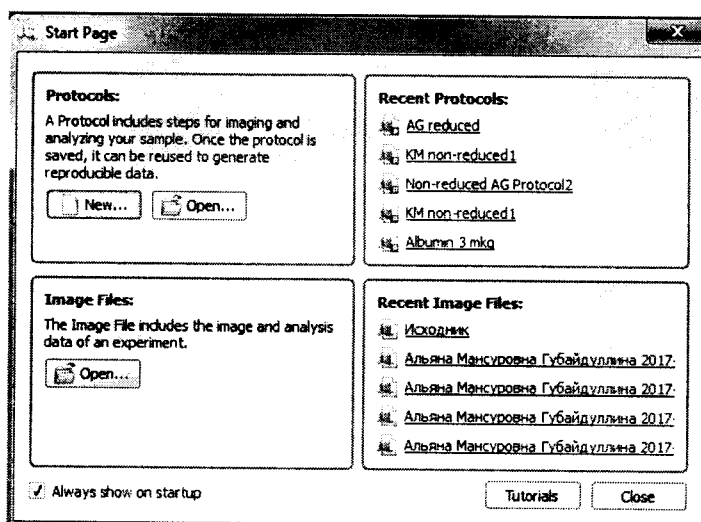 Start Page
Protocols:
A Protocol includes steps for imaging and
analyzing your sample. Once the protocol is
saved, it can be reused to generate
reproducible data.
New... Open...
Recent Protocols:
AG reduced
KM non-reduced1
Non-reduced AG Protocol2
KM non-reduced1
Albumin 3 mkg
Image Files:
The Image File includes the image and analysis
data of an experiment.
Open...
Recent Image Files:
Исходник
Альяна Мансуровна Губайдуллина 2017-
Альяна Мансуровна Губайдуллина 2017-
Альяна Мансуровна Губайдуллина 2017-
Альяна Мансуровна Губайдуллина 2017-
Always show on startup
Tutorials Close